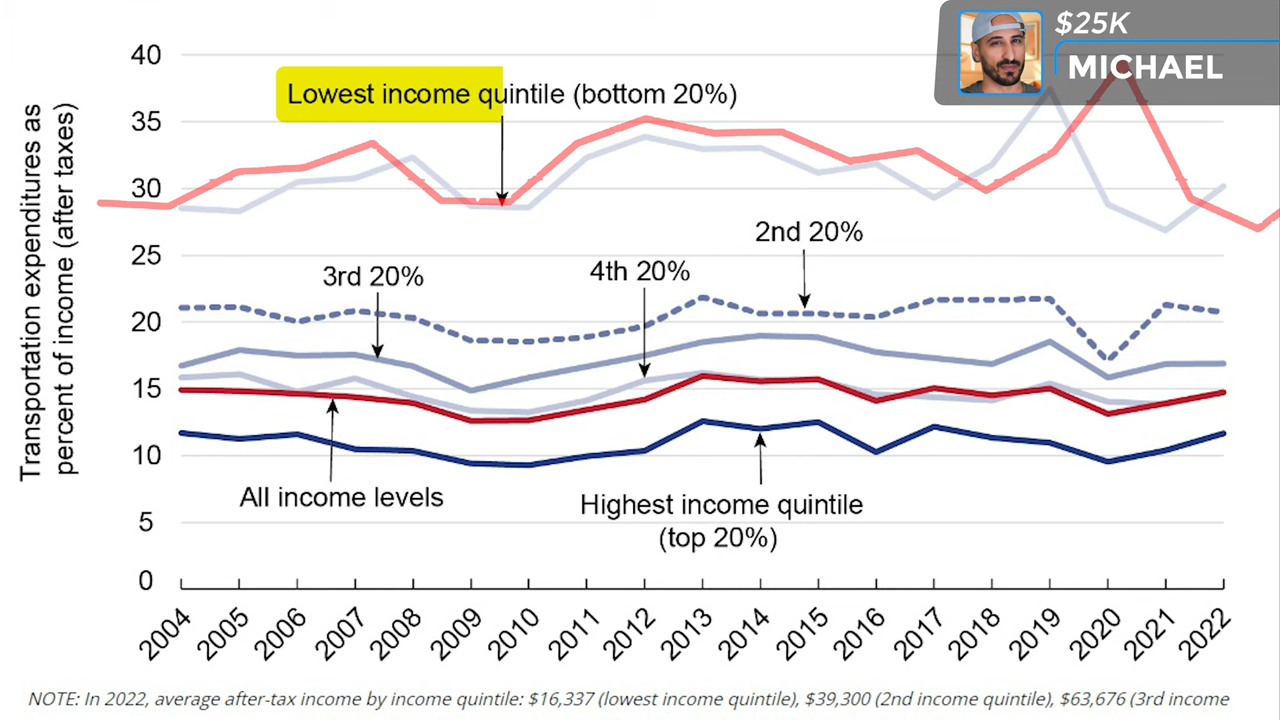 $25K
MICHAEL
40
35
30
25
20
15
10
5
0
Transportation expenditures as
percent of income (after taxes)
Lowest income quintile (bottom 20%)
2nd 20%
3rd 20%
4th 20%
All income levels
Highest income quintile
(top 20%)
2004
2005
2006
2007
2008
2009
2010
2011
2012
2013
2014
2015
2016
2017
2018
2019
2020
2021
2022
NOTE: In 2022, average after-tax income by income quintile: $16,337 (lowest income quintile), $39,300 (2nd income quintile), $63,676 (3rd income